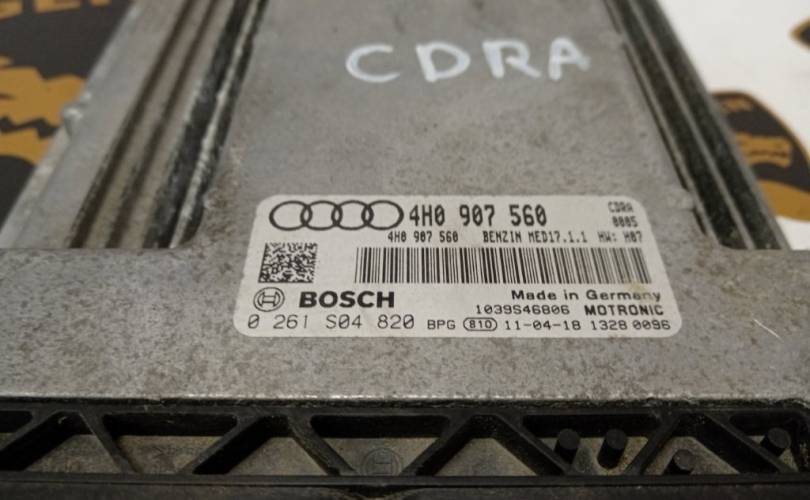 CDRA
4H0 907 560 CDRA
0005
4H0 907 560 BENZIN MED17.1.1 HW: H07
BOSCH Made in Germany
1039S46806 MOTRONIC
0 261 S04 820 BPG 810 11-04-18 1328 0096